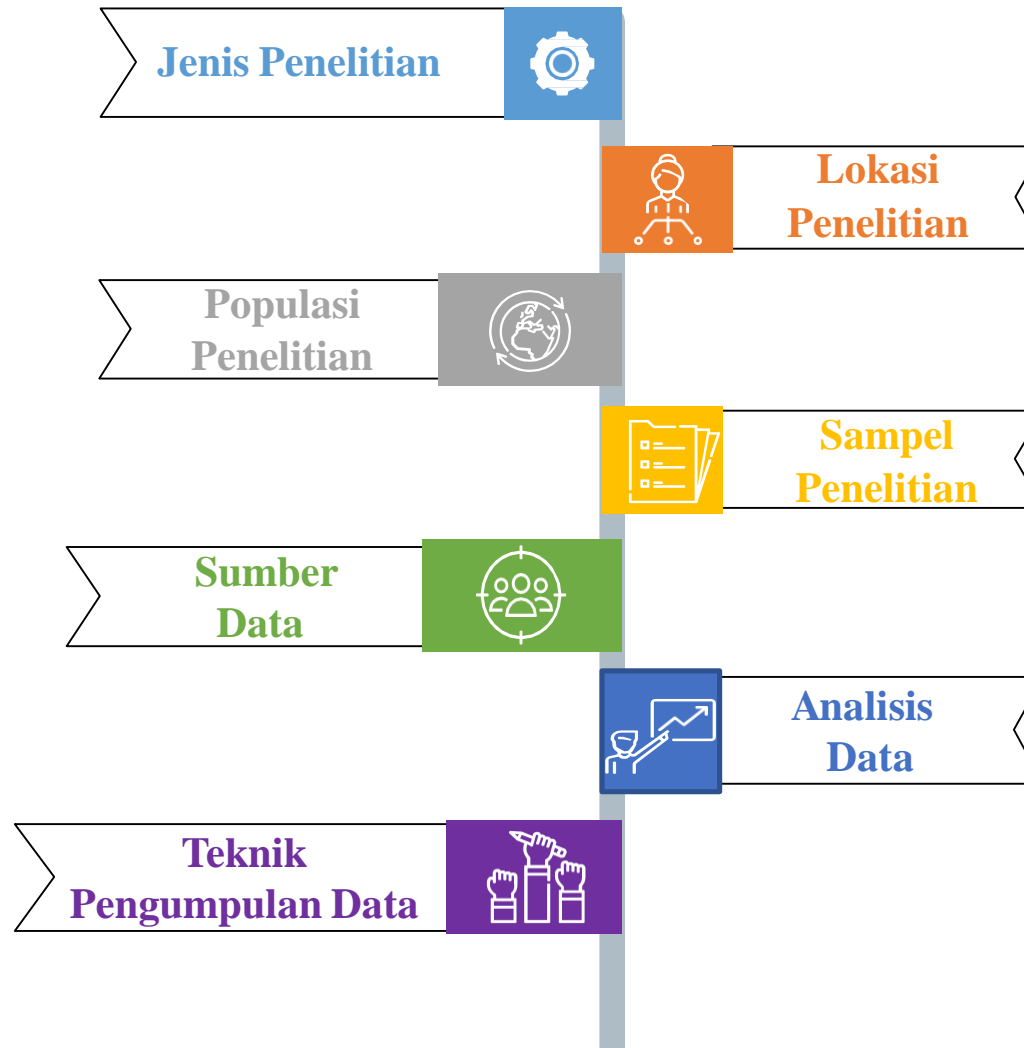 Jenis Penelitian
Lokasi
Penelitian
Populasi
Penelitian
Sampel
Penelitian
Sumber
Data
Analisis
Data
Teknik
Pengumpulan Data